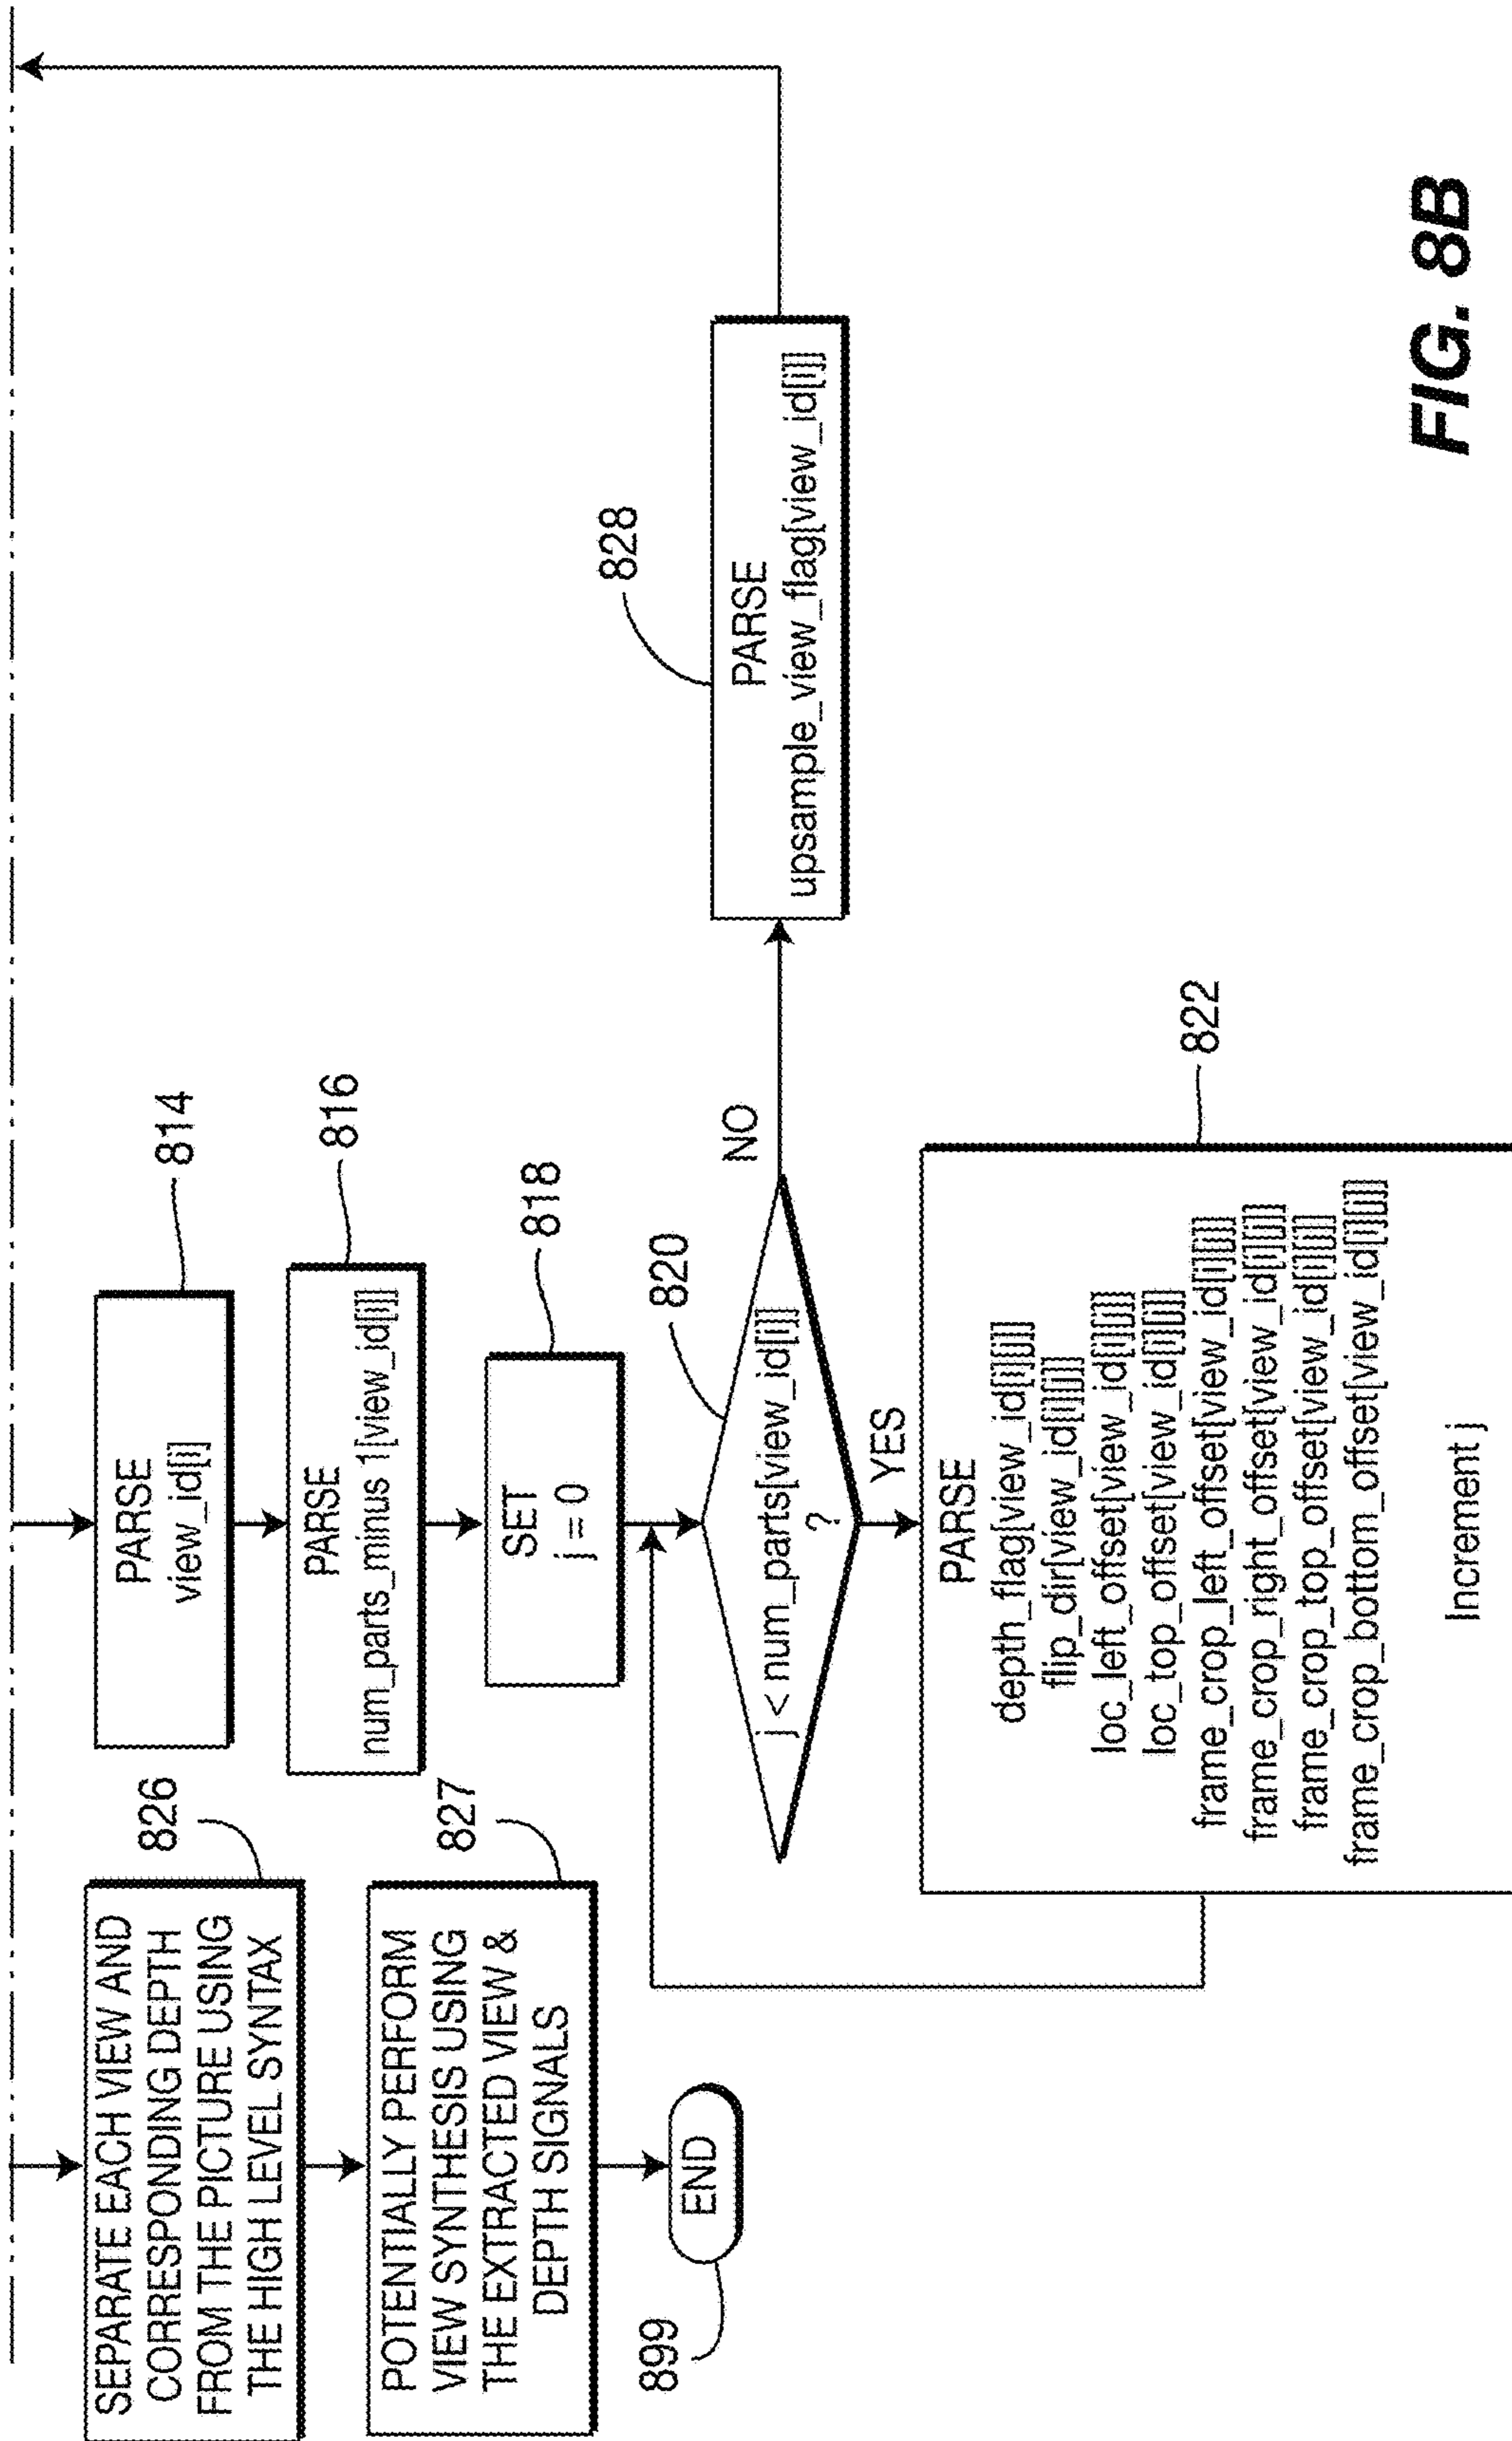 SEPARATE EACH VIEW AND
CORRESPONDING DEPTH
FROM THE PICTURE USING
THE HIGH LEVEL SYNTAX
826
POTENTIALLY PERFORM
VIEW SYNTHESIS USING
THE EXTRACTED VIEW &
DEPTH SIGNALS
827
END
899
PARSE
view_id[i]
814
PARSE
num_parts_minus 1[view_id[i]]
816
SET
j = 0
818
j < num_parts[view_id[i]]
?
820
NO
YES
PARSE
depth_flag[view_id[i][j]]
flip_dir[view_id[i][j]]
loc_left_offset[view_id[i][j]]
loc_top_offset[view_id[i][j]]
frame_crop_left_offset[view_id[i][j]]
frame_crop_right_offset[view_id[i][j]]
frame_crop_top_offset[view_id[i][j]]
frame_crop_bottom_offset[view_id[i][j]]
Increment j
822
PARSE
upsample_view_flag[view_id[i]]
828
FIG. 8B